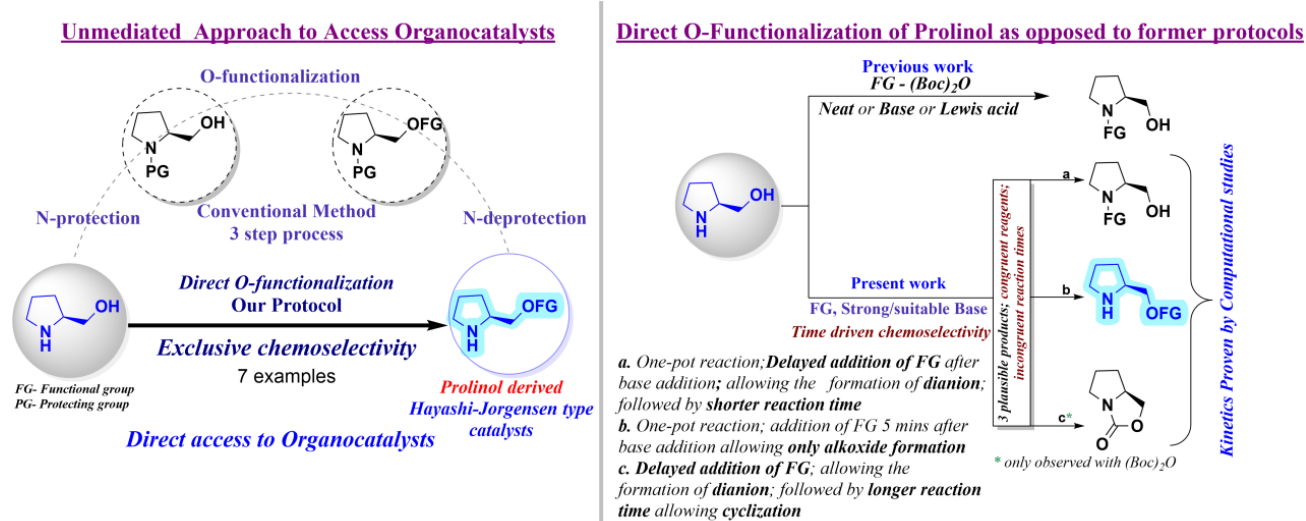 Unmediated Approach to Access Organocatalysts
O-functionalization
OH
N
PG
OFG
N
PG
N-protection
Conventional Method
3 step process
N-deprotection
OH
N
H
Direct O-functionalization
Our Protocol
Exclusive chemoselectivity
7 examples
OFG
N
H
FG- Functional group
PG- Protecting group
Prolinol derived
Hayashi-Jorgensen type
catalysts
Direct access to Organocatalysts
Direct O-Functionalization of Prolinol as opposed to former protocols
Previous work
FG - (Boc)2O
Neat or Base or Lewis acid
N
FG
OH
OH
N
H
Present work
FG, Strong/suitable Base
Time driven chemoselectivity
3 plausible products; congruent reagents;
incongruent reaction times
a
N
FG
OH
b
N
H
OFG
c*
N
O
O
* only observed with (Boc)2O
Kinetics Proven by Computational studies
a. One-pot reaction;Delayed addition of FG after
base addition; allowing the formation of dianion;
followed by shorter reaction time
b. One-pot reaction; addition of FG 5 mins after
base addition allowing only alkoxide formation
c. Delayed addition of FG; allowing the
formation of dianion; followed by longer reaction
time allowing cyclization